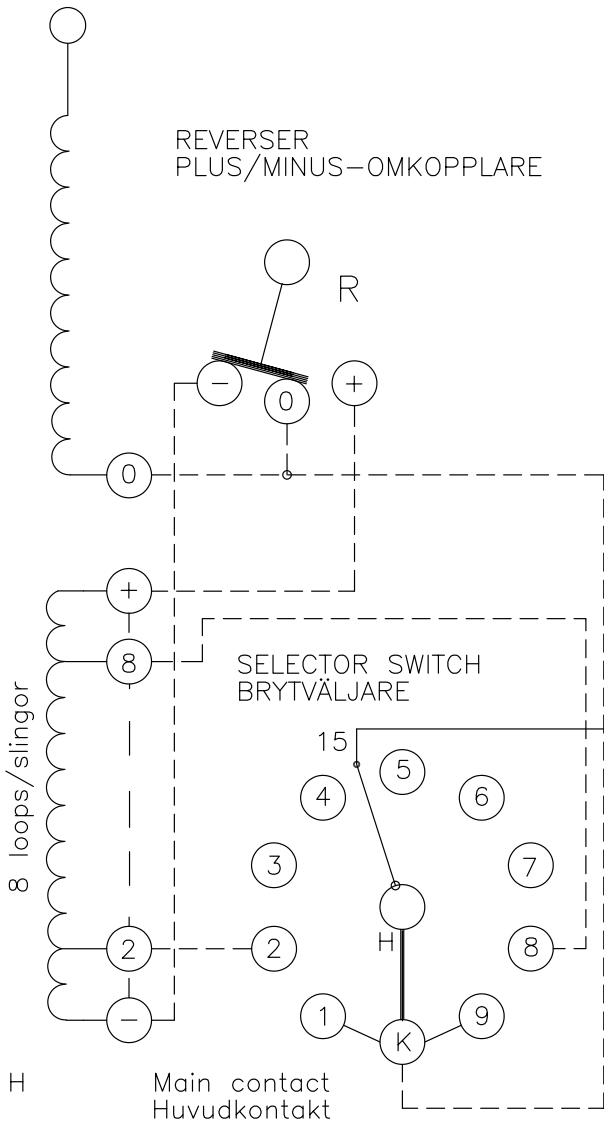 REVERSER
PLUS/MINUS-OMKOPPLARE
R
-
0
+
0
+
8
SELECTOR SWITCH
BRYTVÄLJARE
15
5
4
6
8 loops/slingor
3
7
H
2
2
8
-
1
9
K
H Main contact
Huvudkontakt